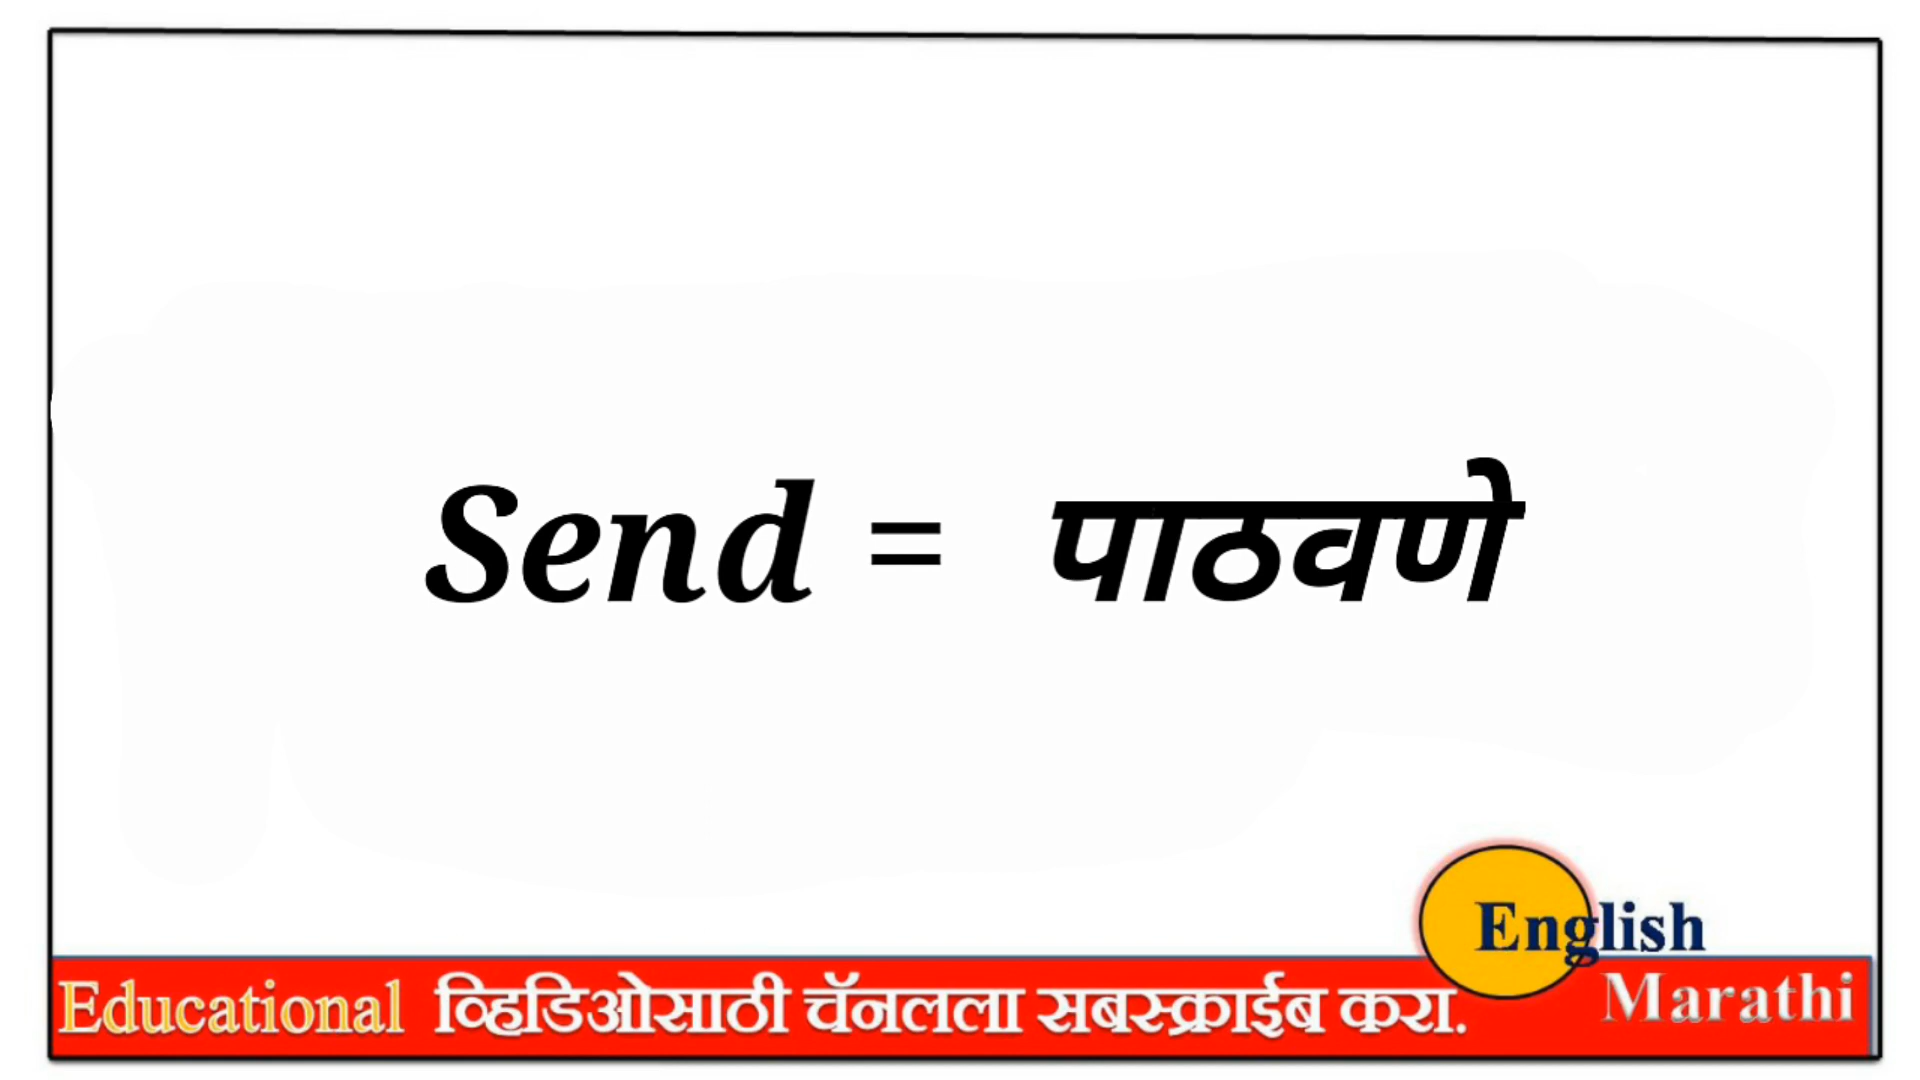 Send = पाठवणे
English
Educational व्हिडिओसाठी चॅनलला सबस्क्राईब करा.
Marathi